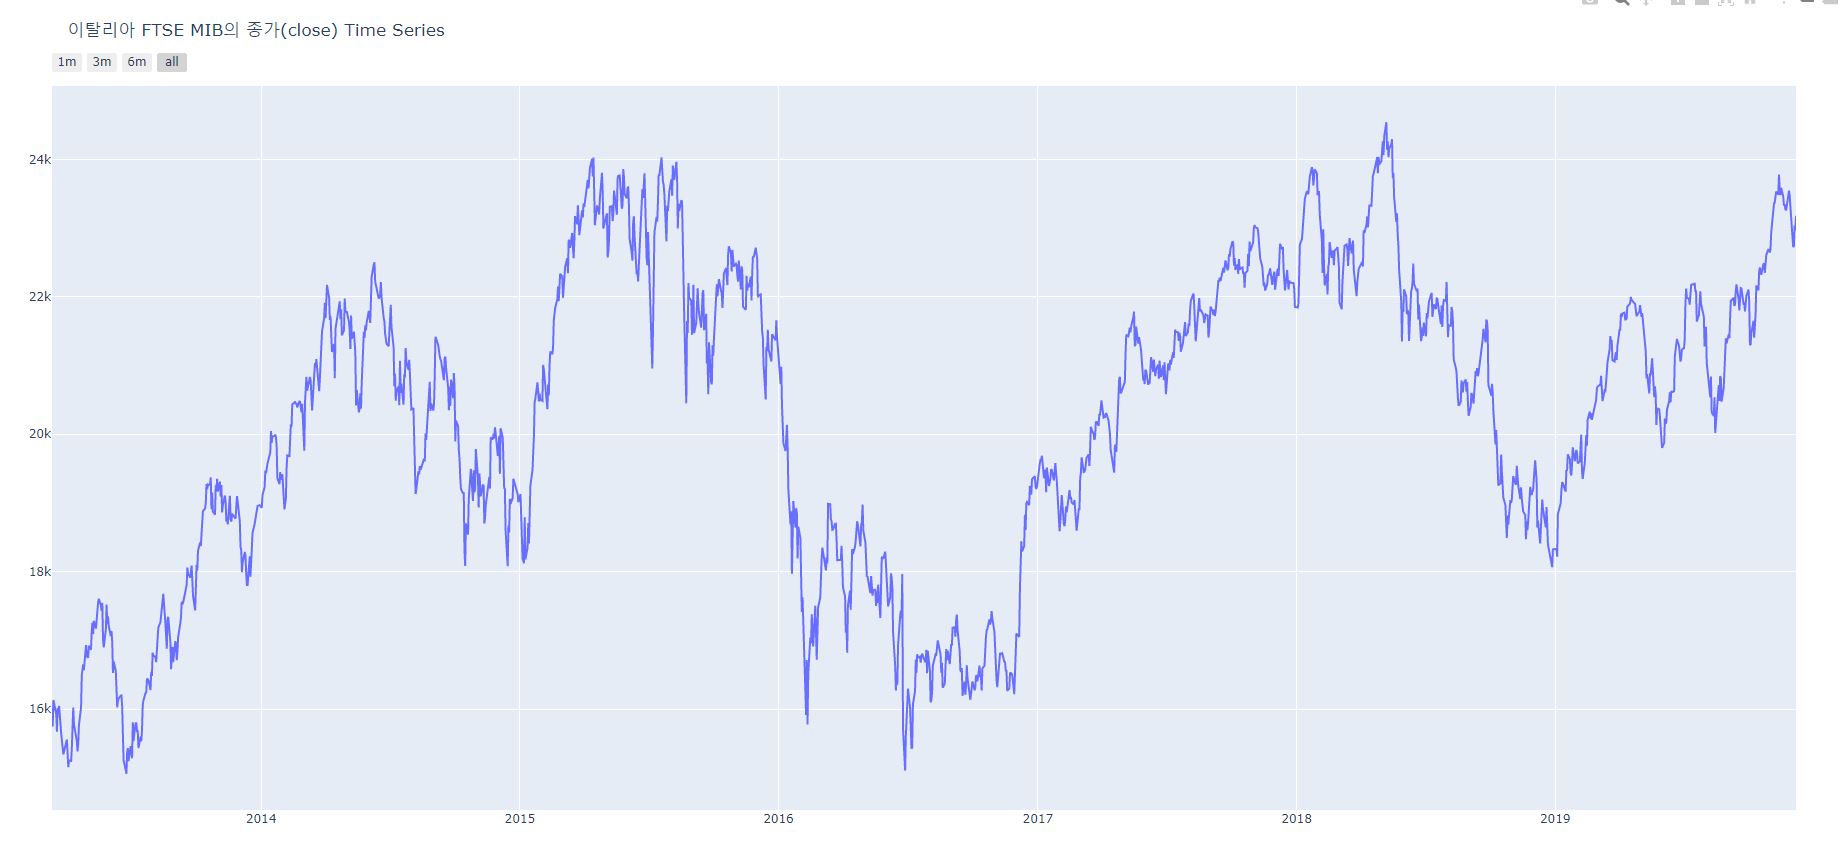 이탈리아 FTSE MIB의 종가(close) Time Series
1m 3m 6m all
24k
22k
20k
18k
16k
2014 2015 2016 2017 2018 2019